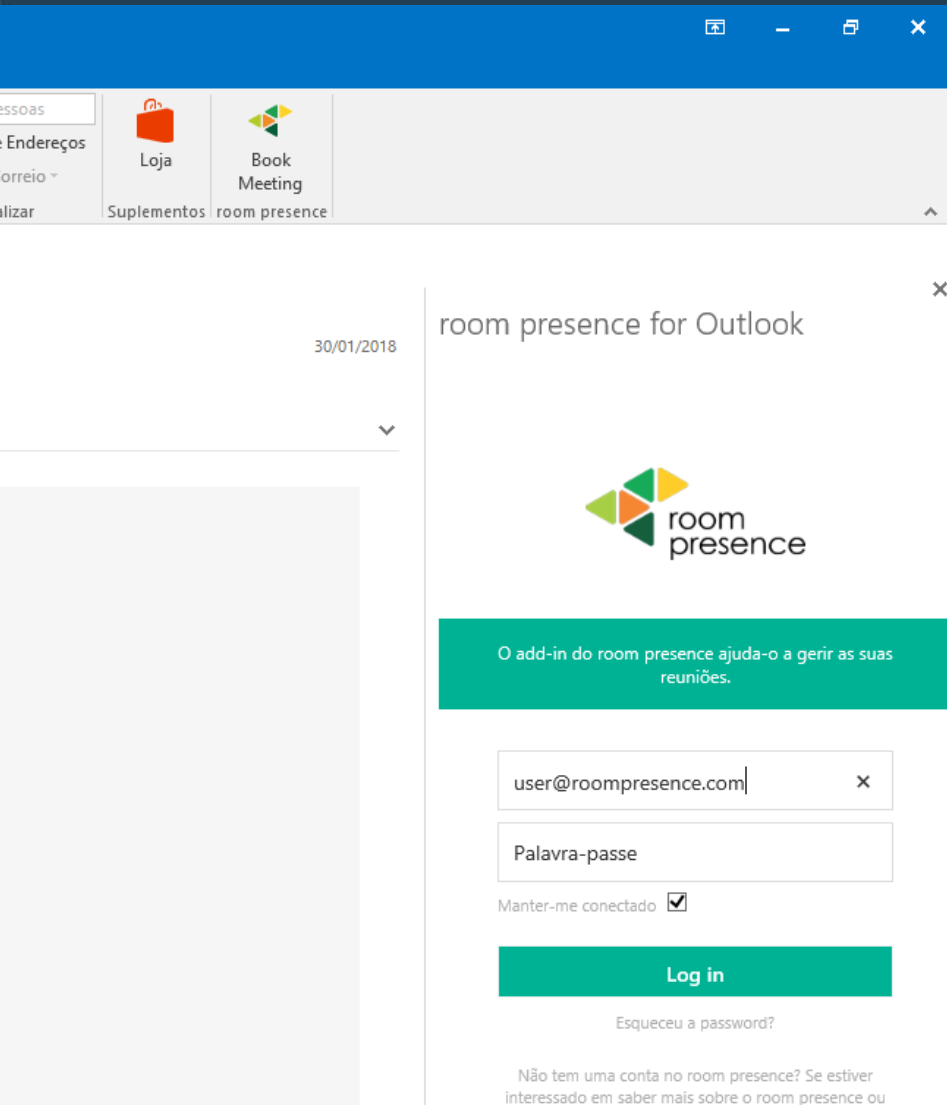 essoas
e Endereços
orreio
alizar
Loja
Suplementos
Book
Meeting
room presence
30/01/2018
room presence for Outlook
room
presence
O add-in do room presence ajuda-o a gerir as suas
reuniões.
user@roompresence.com
Palavra-passe
Manter-me conectado
Log in
Esqueceu a password?
Não tem uma conta no room presence? Se estiver
interessado em saber mais sobre o room presence ou